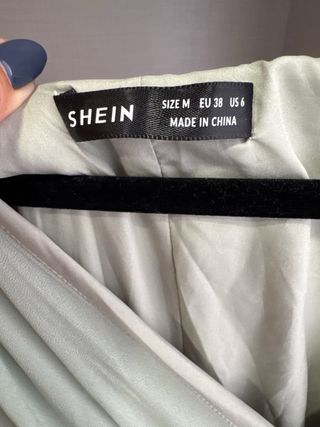 SHEIN
SIZE M EU 38 US 6
MADE IN CHINA